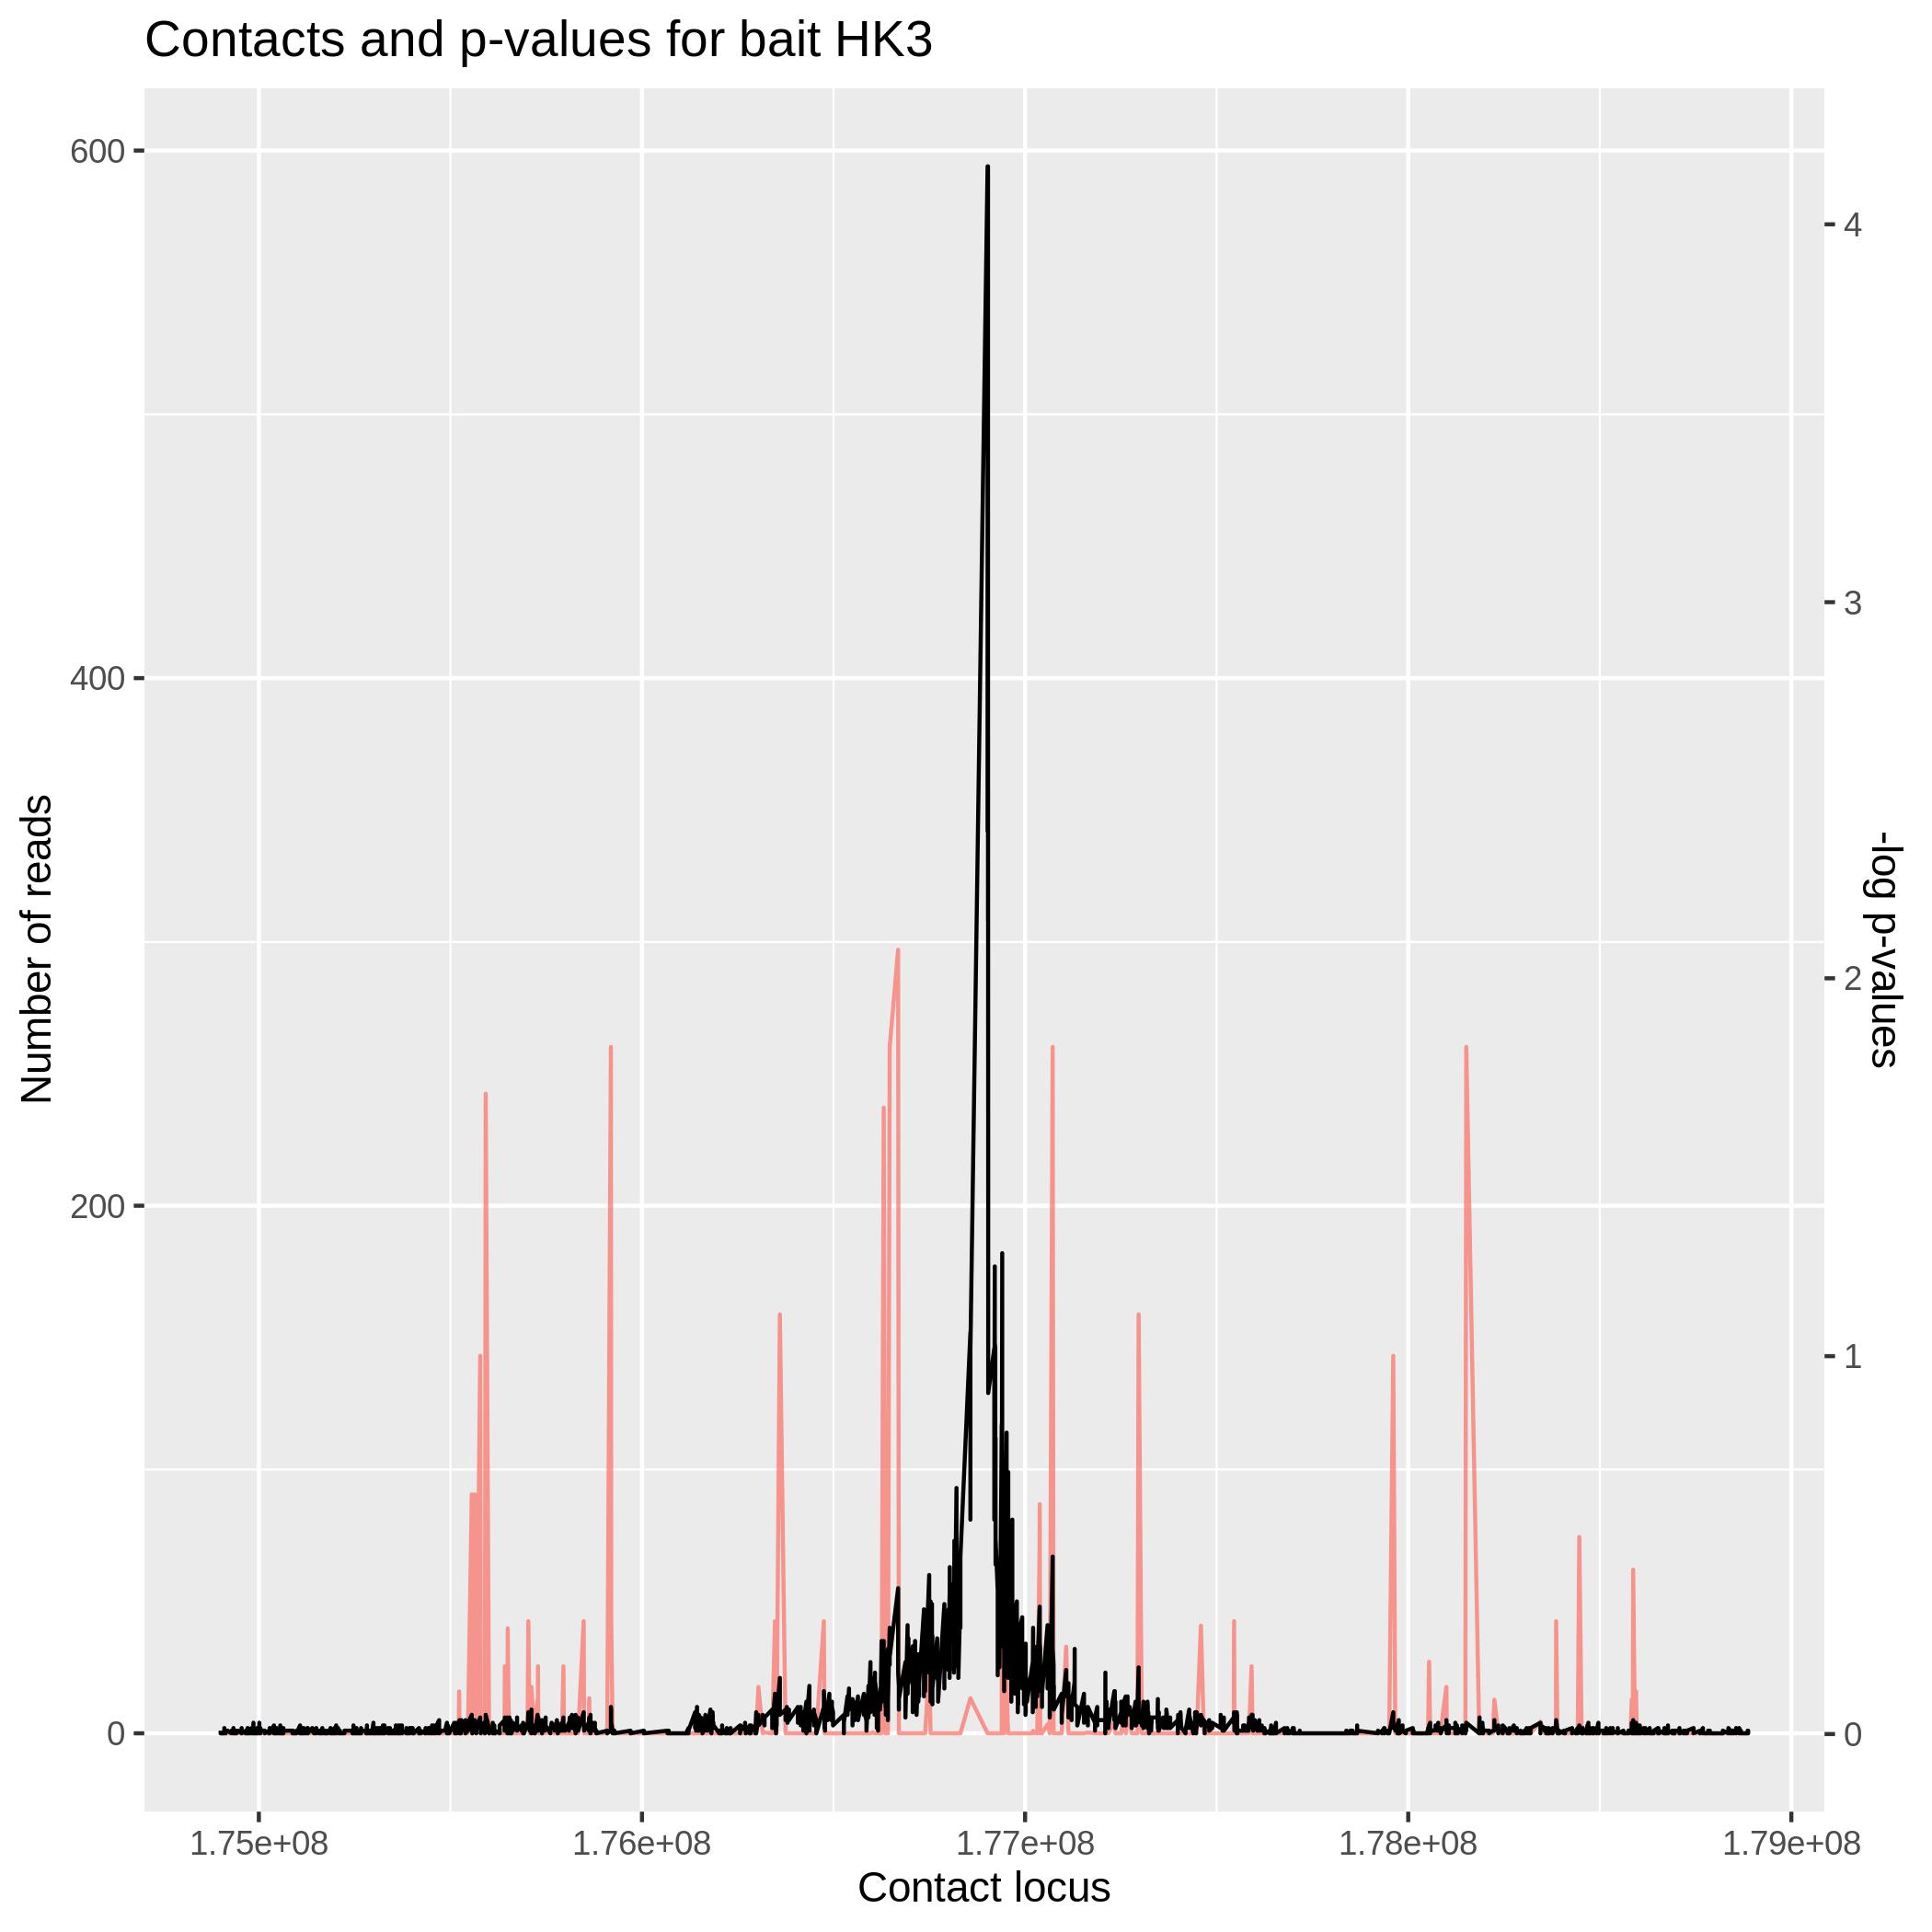 Contacts and p-values for bait HK3
600
400
200
0
Number of reads
4
3
2
1
0
-log p-values
1.75e+08
1.76e+08
1.77e+08
1.78e+08
1.79e+08
Contact locus